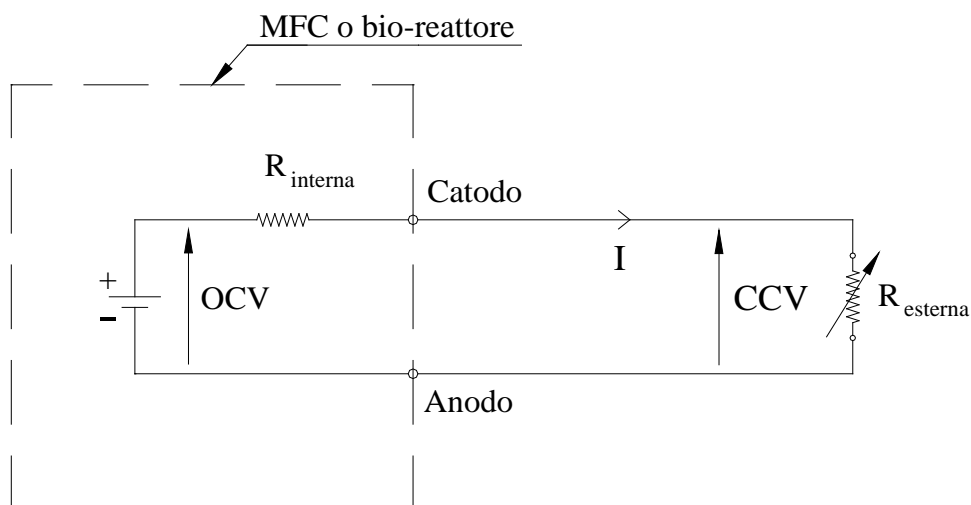 MFC o bio-reattore
R interna
Catodo
I
+
-
OCV
CCV
R esterna
Anodo